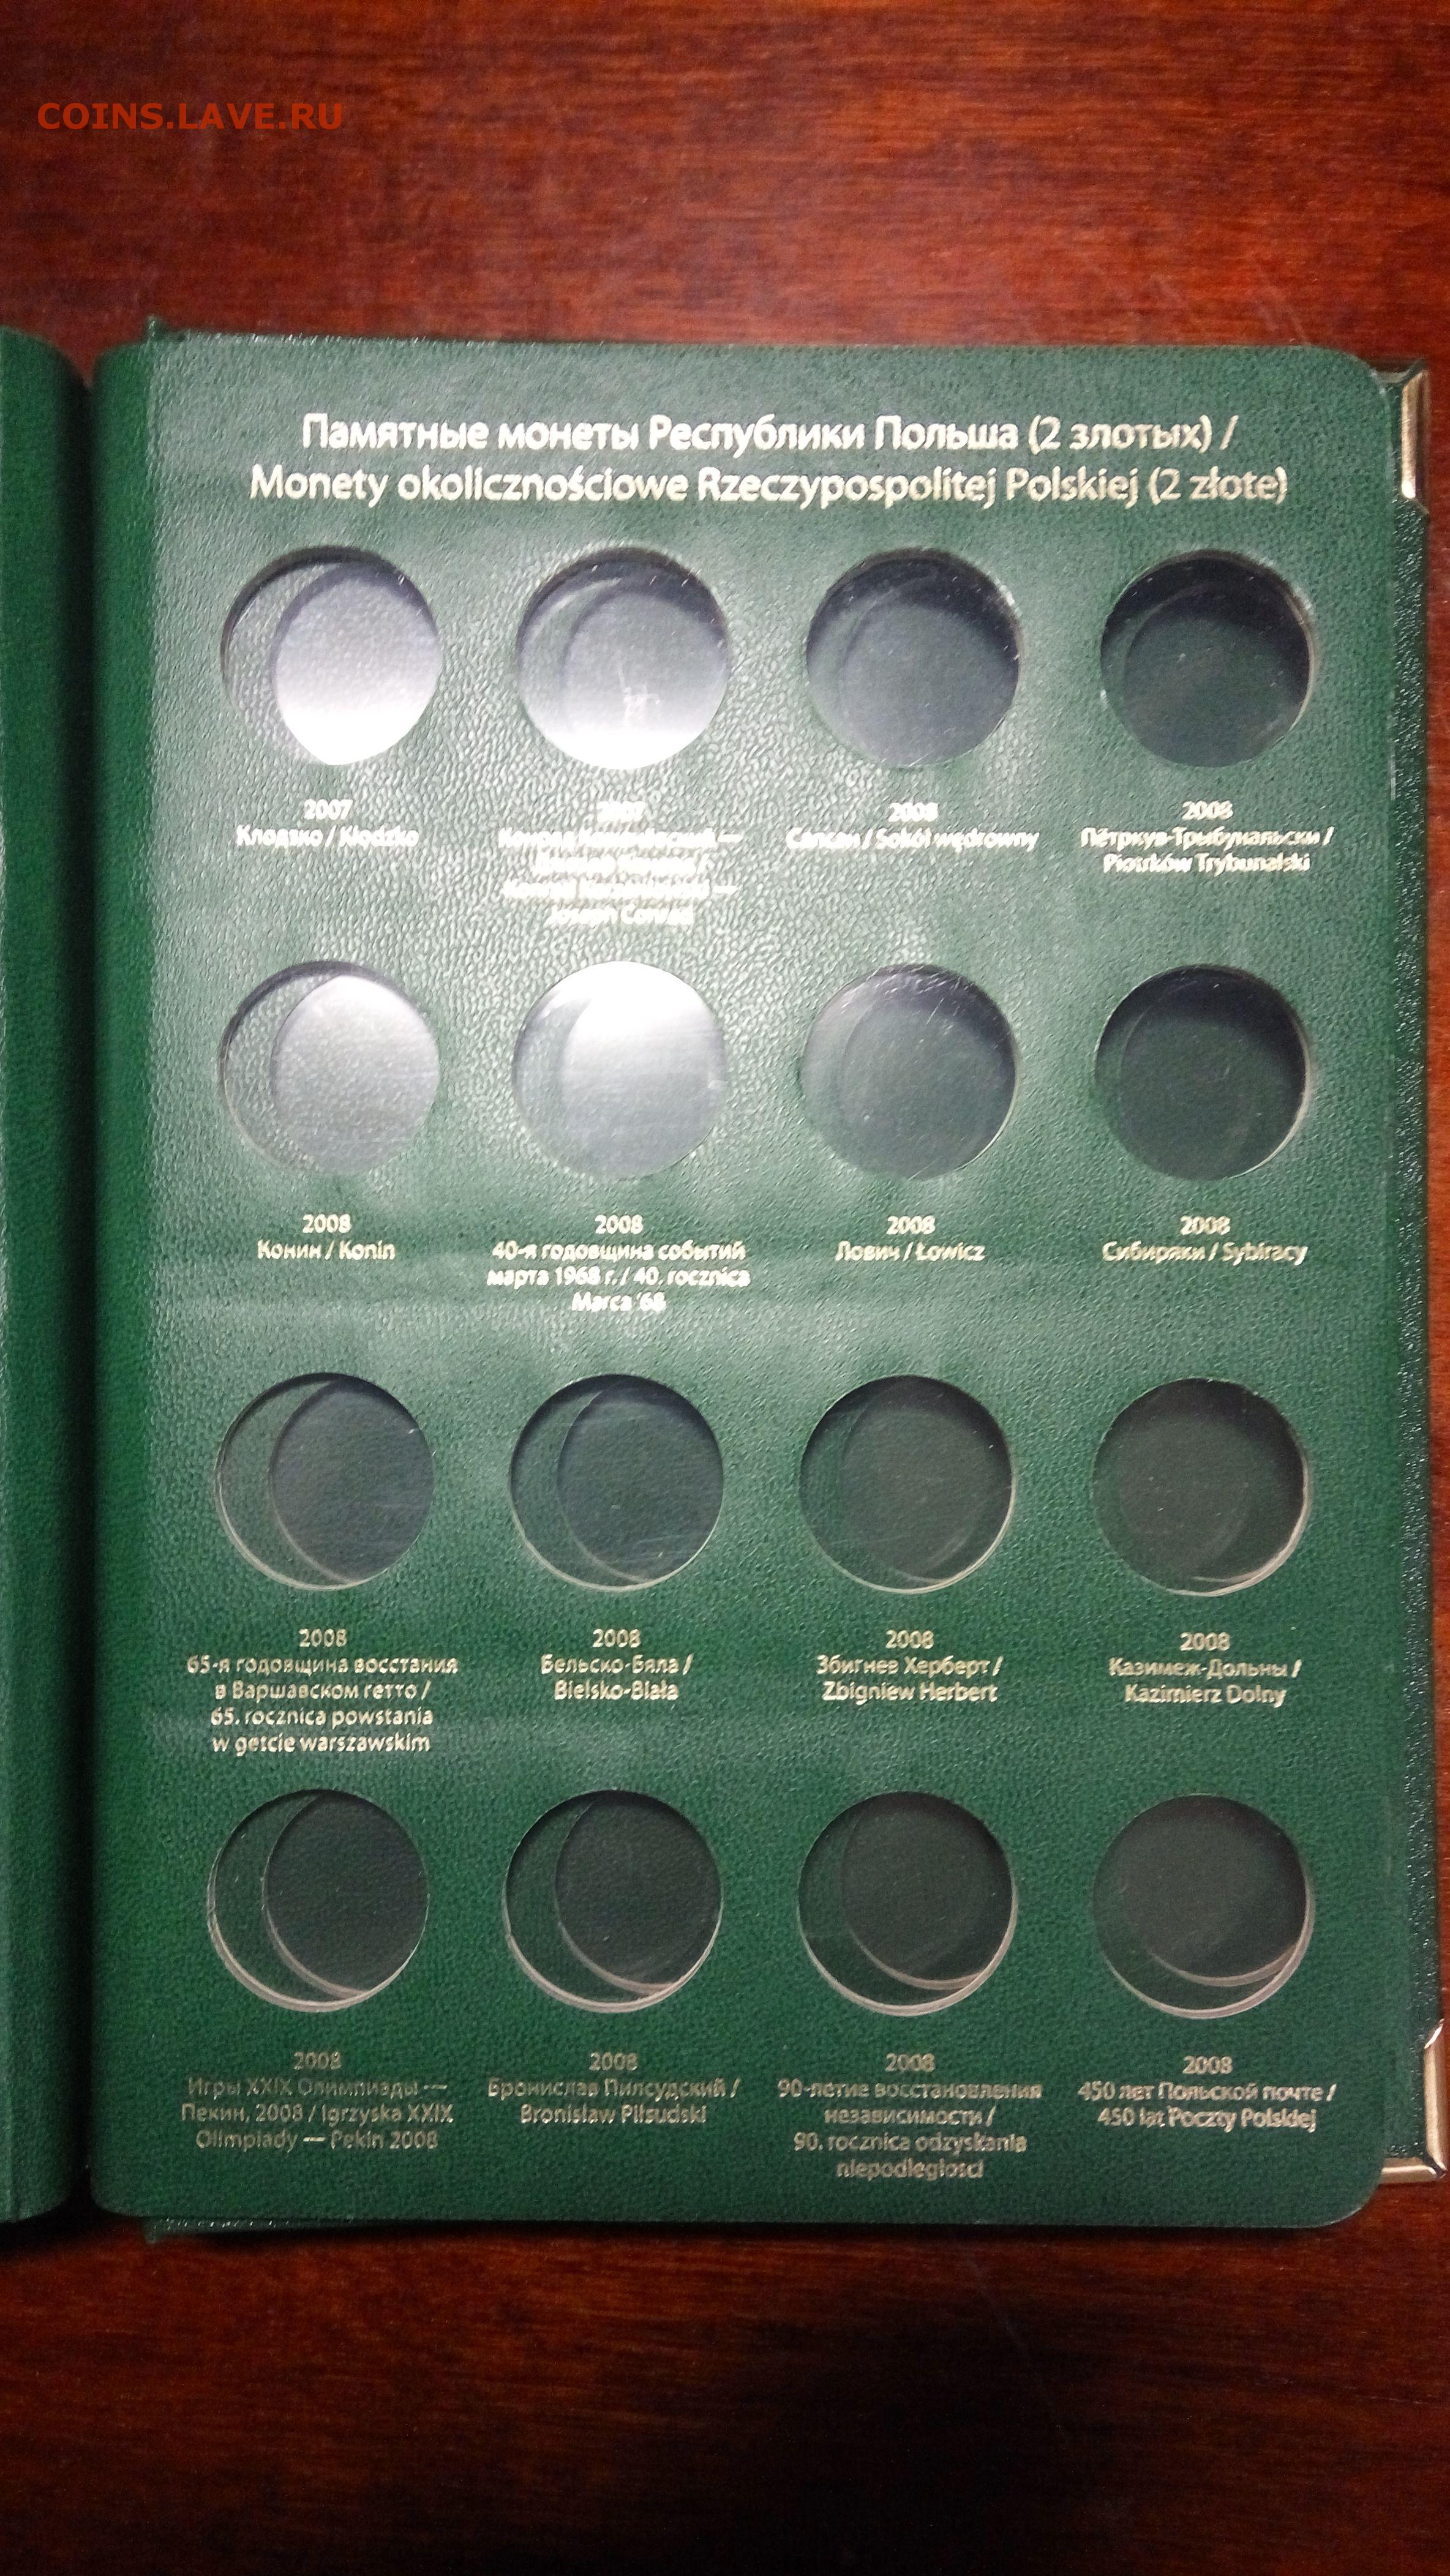 COINS.LAVE.RU
Памятные монеты Республики Польша (2 злотых) /
Monety okolicznościowe Rzeczypospolitej Polskiej (2 złote)
2007
Клодзко / Kłodzko
2007
Joseph Conrad
2008
Сапсан / Sokół wędrowny
2008
Пётркув-Трыбунальски /
Piotrków Trybunalski
2008
Конин / Konin
2008
40-я годовщина событий
марта 1968 г. / 40. rocznica
Marca '68
2008
Лович / Łowicz
2008
Сибиряки / Sybiracy
2008
65-я годовщина восстания
в Варшавском гетто /
65. rocznica powstania
w getcie warszawskim
2008
Бельско-Бяла /
Bielsko-Biała
2008
Збигнев Херберт /
Zbigniew Herbert
2008
Казимеж-Дольны /
Kazimierz Dolny
2008
Игры XXIX Олимпиады —
Пекин, 2008 / Igrzyska XXIX
Olimpiady — Pekin 2008
2008
Бронислав Пилсудский /
Bronisław Piłsudski
2008
90-летие восстановления
независимости /
90. rocznica odzyskania
niepodległości
2008
450 лет Польской почте /
450 lat Poczty Polskiej